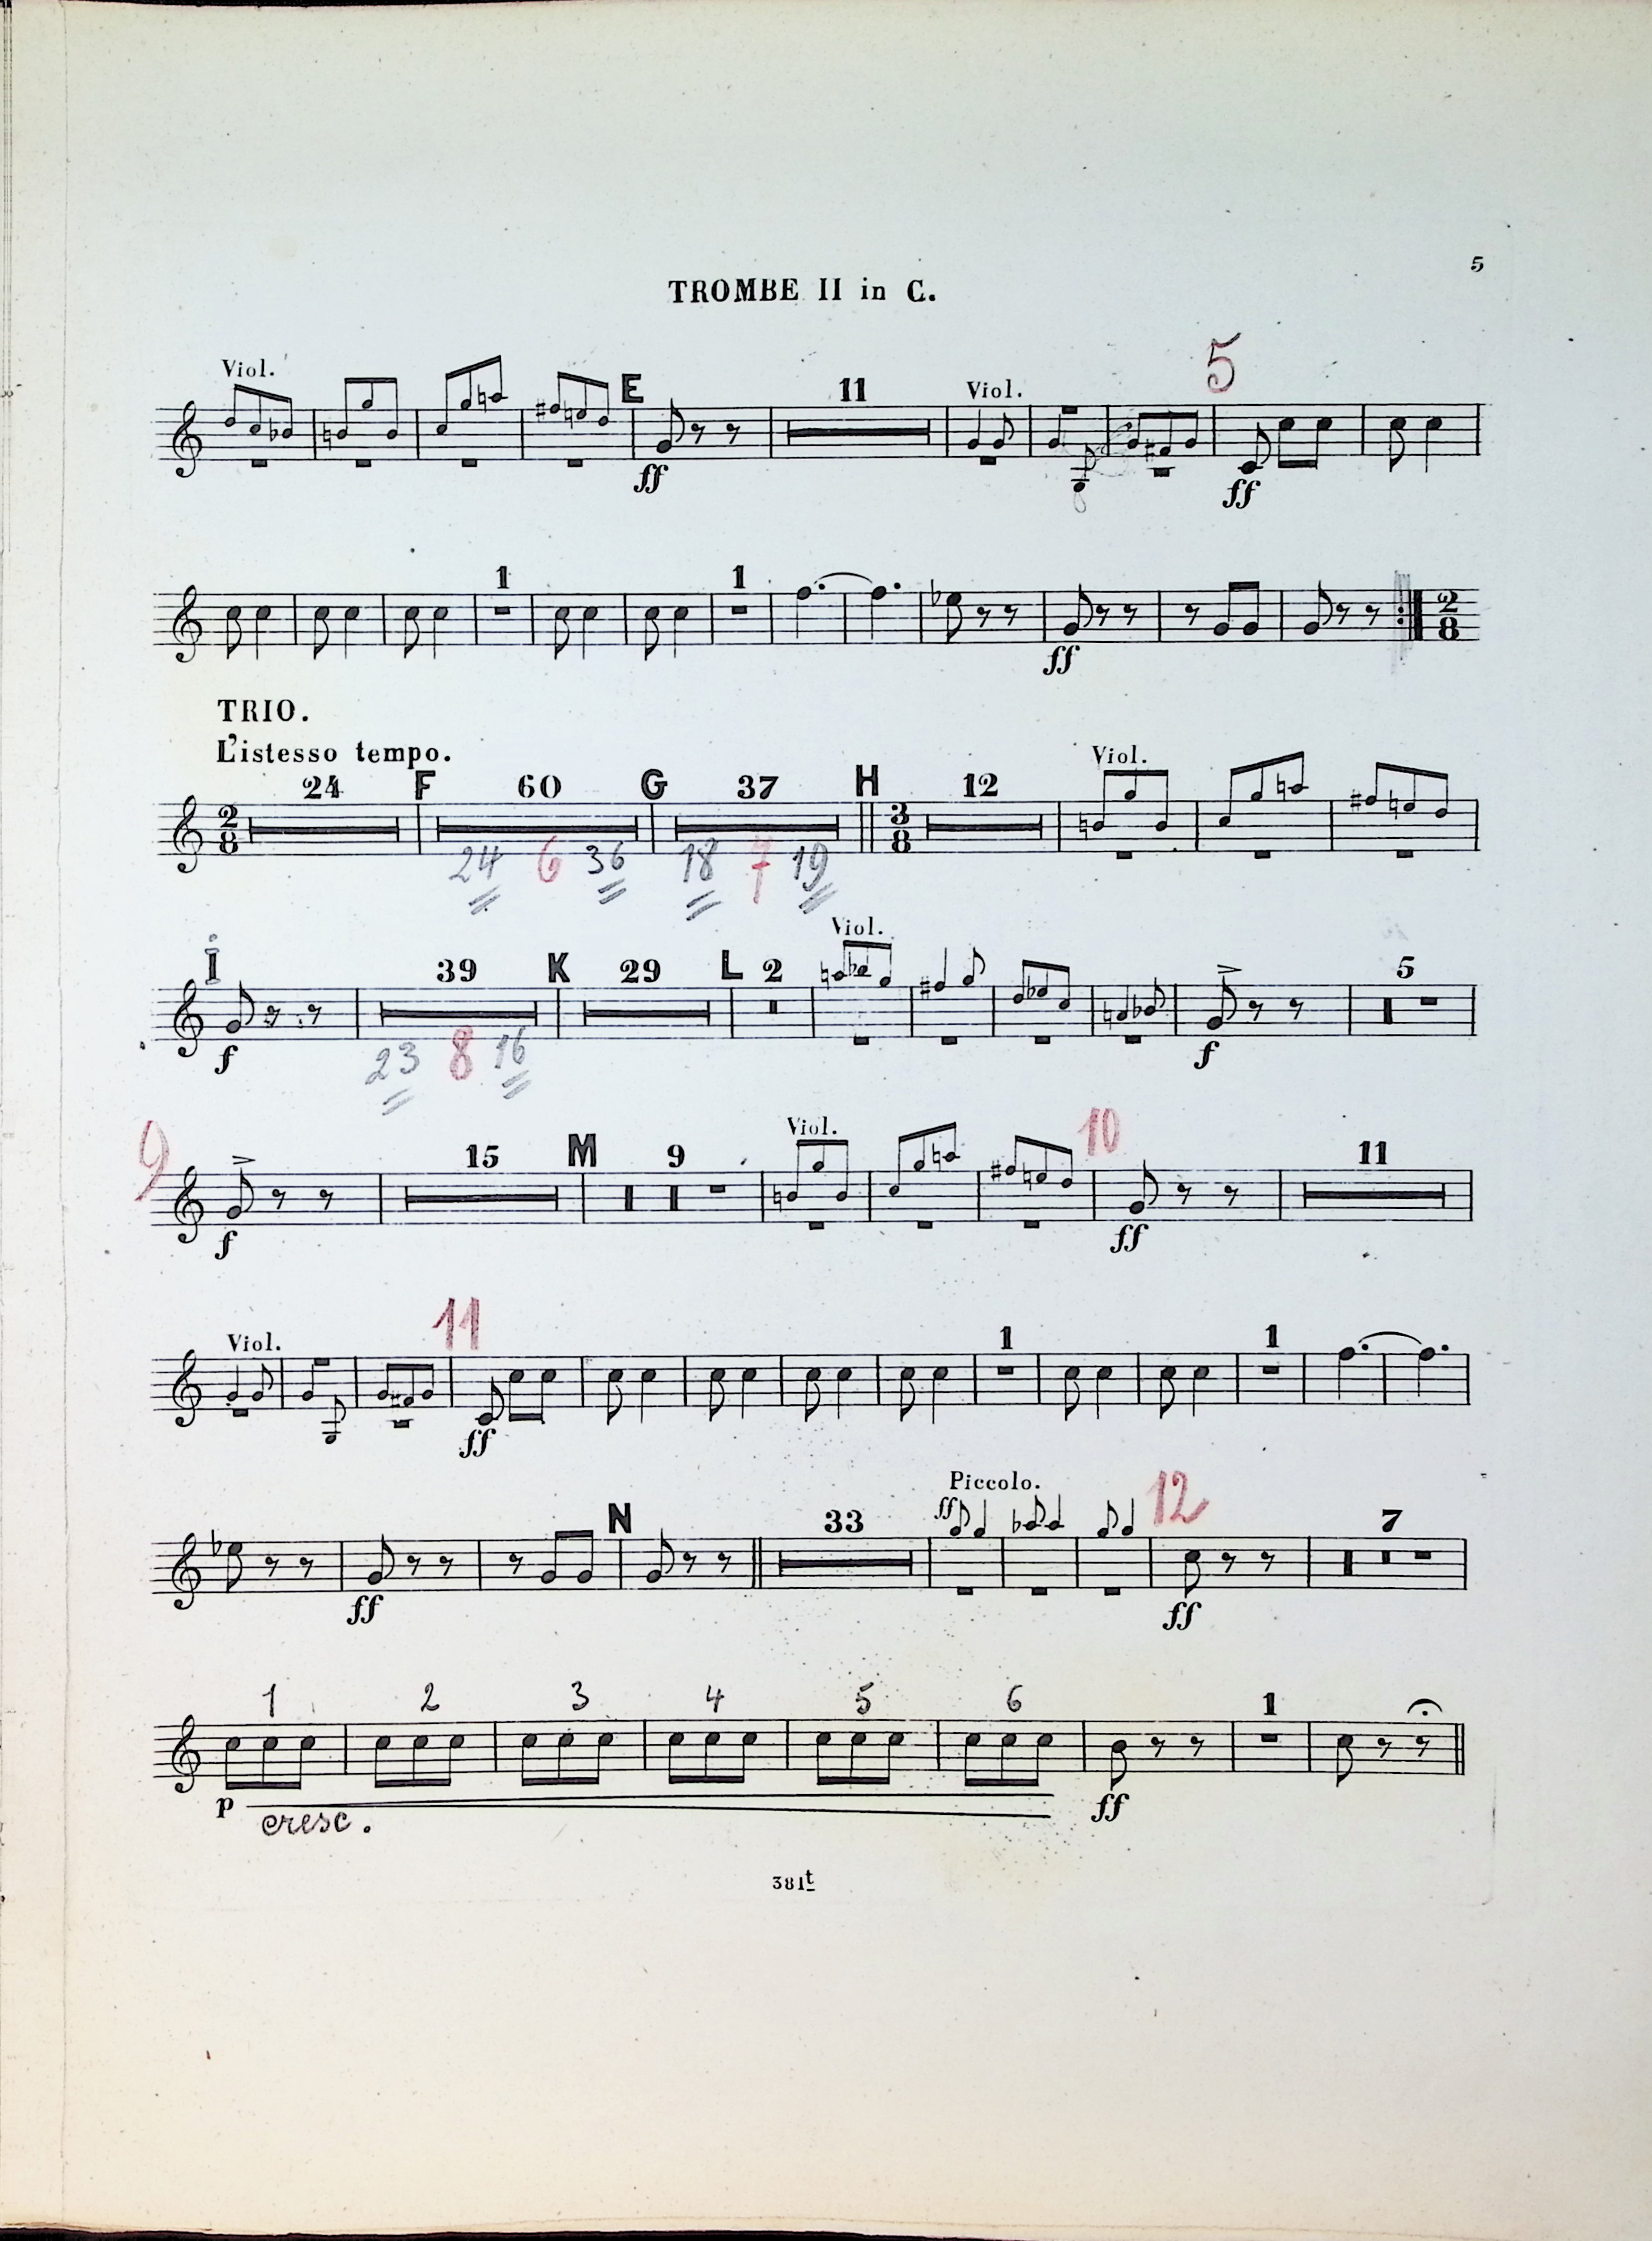 5
TROMBE II in C.
5
Viol. E 11 Viol.
ff ff
1 1 2
8
ff
TRIO.
L'istesso tempo.
24 F 60 G 37 H 12 Viol.
2
8
3
8
24 6 36 18 7 19
Viol.
I 39 K 29 L 2 5
f f
23 8 16
9 15 M 9 Viol. 10 11
f ff
11
Viol. 1 1
ff
Piccolo.
N 33 ff 12 7
ff ff
1 2 3 4 5 6 1
p cresc. ff
381t